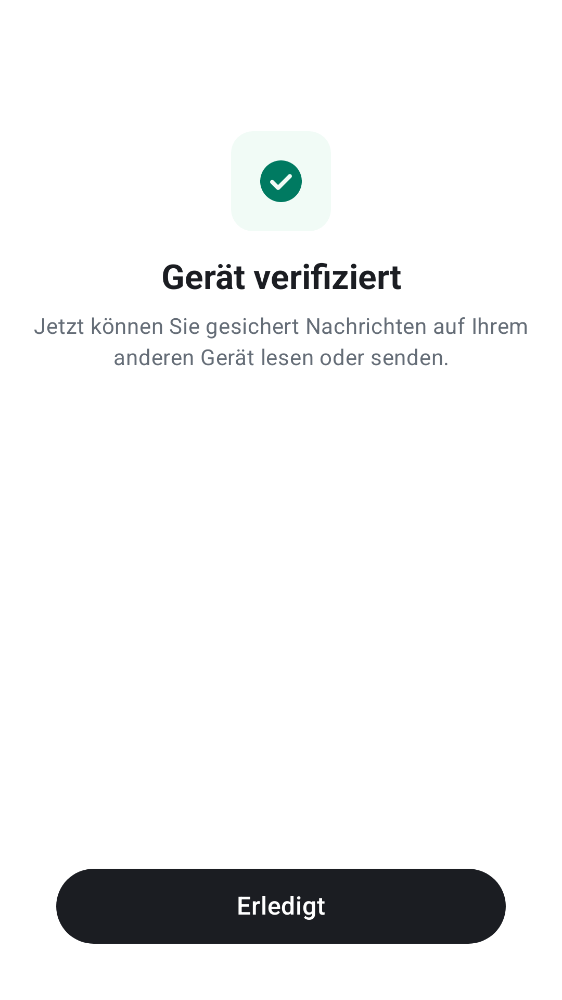 Gerät verifiziert
Jetzt können Sie gesichert Nachrichten auf Ihrem
anderen Gerät lesen oder senden.
Erledigt